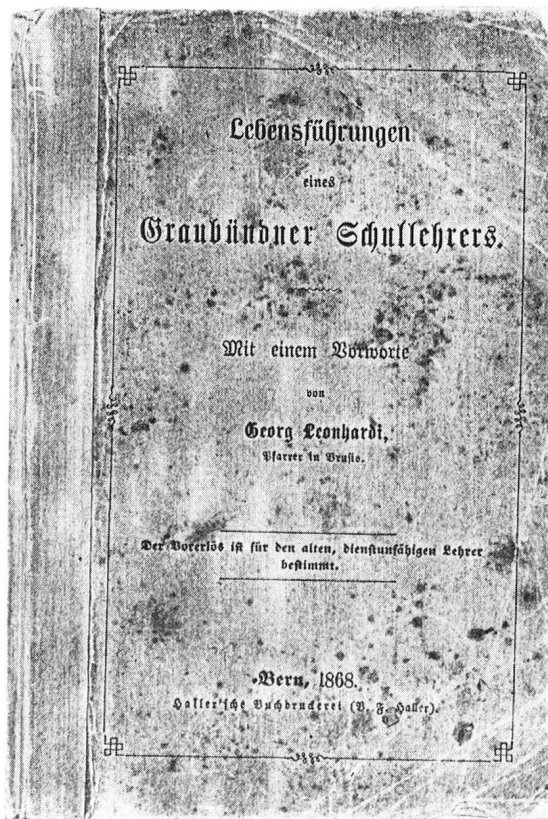 Lebensführungen
eines
Graubündner Schullehrers.
Mit einem Vorworte
von
Georg Leonhardi,
Pfarrer in Brusio.
Der Vorerlös ist für den alten, dienstunfähigen Lehrer
bestimmt.
Bern, 1868.
Haller'sche Buchdruckerei (B. F. Haller).